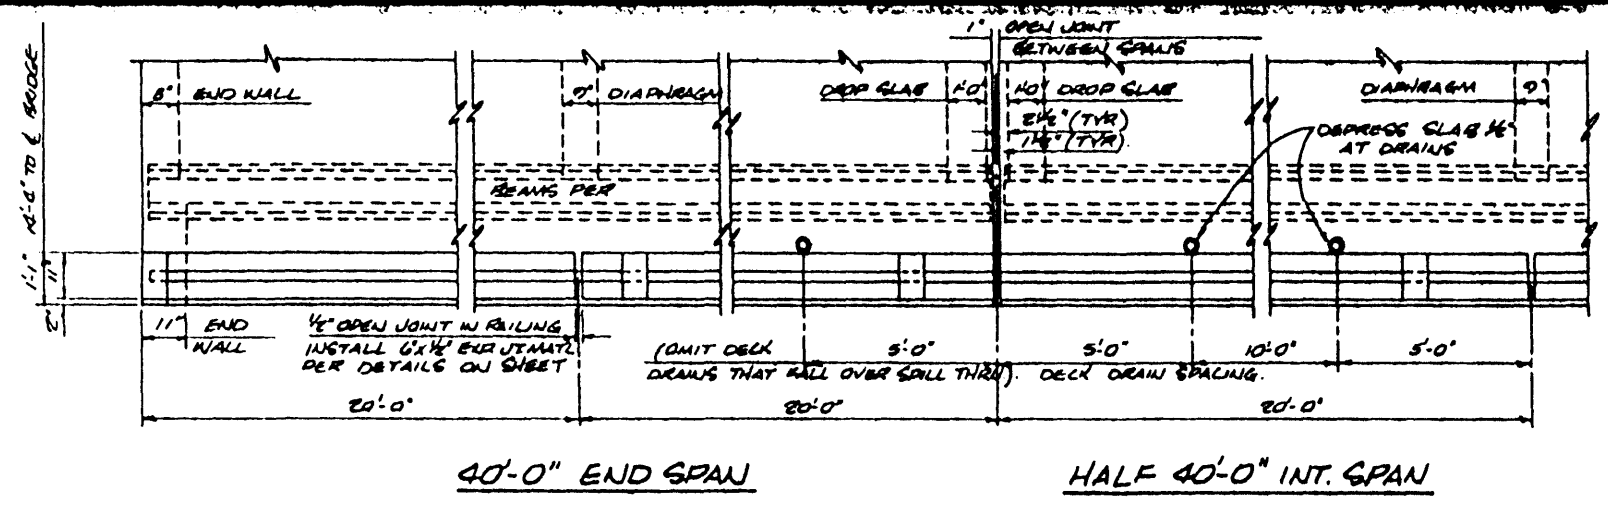 1" OPEN JOINT
BETWEEN SPANS
8" END WALL
9" DIAPHRAGM
DROP SLAB 1'-0"
1'-0" DROP SLAB
DIAPHRAGM 9"
2½" (TYP.)
1½" (TYP.)
DEPRESS SLAB ½"
AT DRAINS
BEAMS PER
TO ℄ BRIDGE
1'-1"
11"
2"
11" END
WALL
½" OPEN JOINT IN RAILING
INSTALL 6"x½" EXP. JT. MAT'L
PER DETAILS ON SHEET
(OMIT DECK
DRAINS THAT FALL OVER SPILL THRU). DECK DRAIN SPACING.
5'-0"
5'-0"
10'-0"
5'-0"
20'-0"
20'-0"
20'-0"
40'-0" END SPAN
HALF 40'-0" INT. SPAN